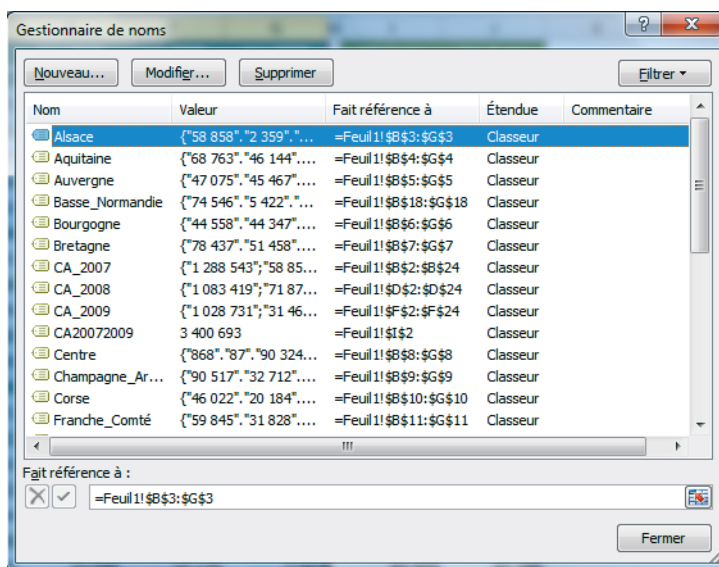 Gestionnaire de noms
Nouveau... Modifier... Supprimer Filtrer
Nom Valeur Fait référence à Étendue Commentaire
Alsace {"58 858"."2 359"."... =Feuil1!$B$3:$G$3 Classeur
Aquitaine {"68 763"."46 144".... =Feuil1!$B$4:$G$4 Classeur
Auvergne {"47 075"."45 467".... =Feuil1!$B$5:$G$5 Classeur
Basse_Normandie {"74 546"."5 422"."... =Feuil1!$B$18:$G$18 Classeur
Bourgogne {"44 558"."44 347".... =Feuil1!$B$6:$G$6 Classeur
Bretagne {"78 437"."51 458".... =Feuil1!$B$7:$G$7 Classeur
CA_2007 {"1 288 543";"58 85... =Feuil1!$B$2:$B$24 Classeur
CA_2008 {"1 083 419";"71 87... =Feuil1!$D$2:$D$24 Classeur
CA_2009 {"1 028 731";"31 46... =Feuil1!$F$2:$F$24 Classeur
CA20072009 3 400 693 =Feuil1!$I$2 Classeur
Centre {"868"."87"."90 324... =Feuil1!$B$8:$G$8 Classeur
Champagne_Ar... {"90 517"."32 712".... =Feuil1!$B$9:$G$9 Classeur
Corse {"46 022"."20 184".... =Feuil1!$B$10:$G$10 Classeur
Franche_Comté {"59 845"."31 828".... =Feuil1!$B$11:$G$11 Classeur
Fait référence à :
=Feuil1!$B$3:$G$3
Fermer